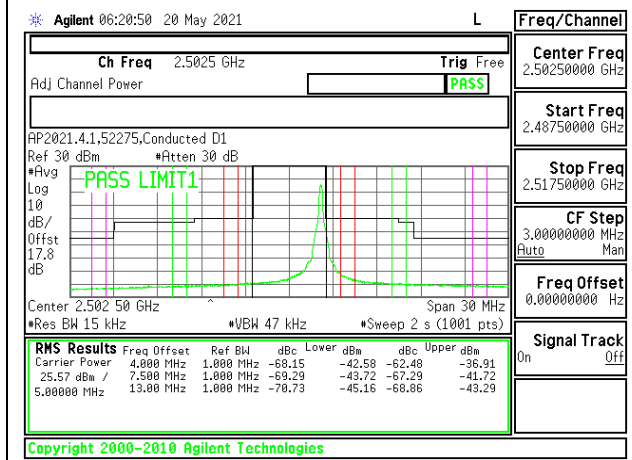 Agilent 06:20:50 20 May 2021 L
Freq/Channel
Ch Freq 2.5025 GHz Trig Free
Adj Channel Power PASS
Center Freq
2.50250000 GHz
Start Freq
2.48750000 GHz
Stop Freq
2.51750000 GHz
CF Step
3.00000000 MHz
Auto Man
Freq Offset
0.00000000 Hz
Signal Track
On Off
AP2021.4.1,52275,Conducted D1
Ref 30 dBm #Atten 30 dB
#Avg
Log
10
dB/
Offst
17.8
dB
PASS LIMIT1
Center 2.502 50 GHz ^ Span 30 MHz
#Res BW 15 kHz #VBW 47 kHz #Sweep 2 s (1001 pts)
RMS Results Freq Offset Ref BW dBc Lower dBm dBc Upper dBm
Carrier Power 4.000 MHz 1.000 MHz -68.15 -42.58 -62.48 -36.91
25.57 dBm / 7.500 MHz 1.000 MHz -69.29 -43.72 -67.29 -41.72
5.00000 MHz 13.00 MHz 1.000 MHz -70.73 -45.16 -68.86 -43.29
Copyright 2000-2010 Agilent Technologies